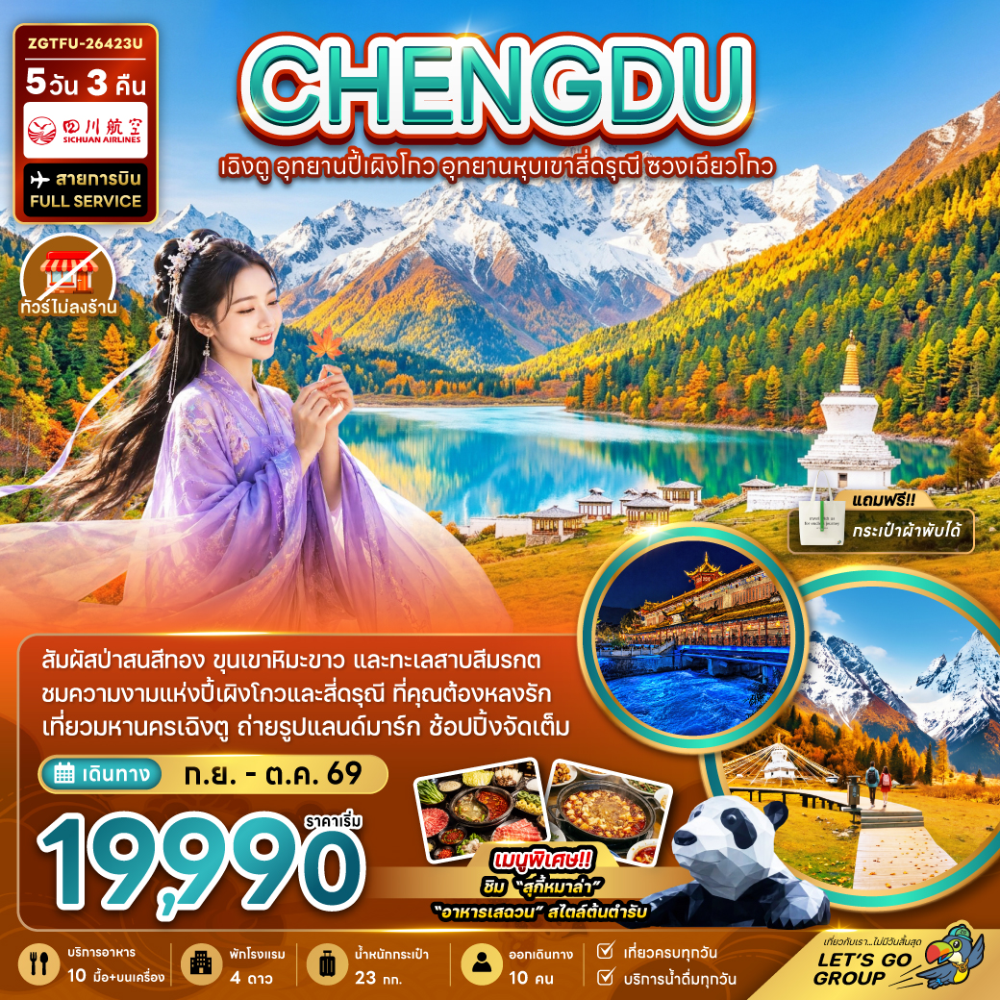 ZGTFU-26423U
5 วัน 3 คืน
四川航空
SICHUAN AIRLINES
สายการบิน
FULL SERVICE
CHENGDU
เฉิงตู อุทยานปี้เผิงโกว อุทยานหุบเขาสี่ดรุณี ซวงเฉียวโกว
ทัวร์ไม่ลงร้าน
แถมฟรี!!
กระเป๋าผ้าพับได้
สัมผัสป่าสนสีทอง ขุนเขาหิมะขาว และทะเลสาบสีมรกต
ชมความงามแห่งปี้เผิงโกวและสี่ดรุณี ที่คุณต้องหลงรัก
เที่ยวมหานครเฉิงตู ถ่ายรูปแลนด์มาร์ก ช้อปปิ้งจัดเต็ม
เดินทาง ก.ย. - ต.ค. 69
ราคาเริ่ม
19,990
เมนูพิเศษ!!
ชิม "สุกี้หมาล่า"
"อาหารเสฉวน" สไตล์ต้นตำรับ
บริการอาหาร
10 มื้อ+บนเครื่อง
พักโรงแรม
4 ดาว
น้ำหนักกระเป๋า
23 กก.
ออกเดินทาง
10 คน
เที่ยวครบทุกวัน
บริการน้ำดื่มทุกวัน
เที่ยวกับเรา...ไม่มีวันสิ้นสุด
LET'S GO
GROUP